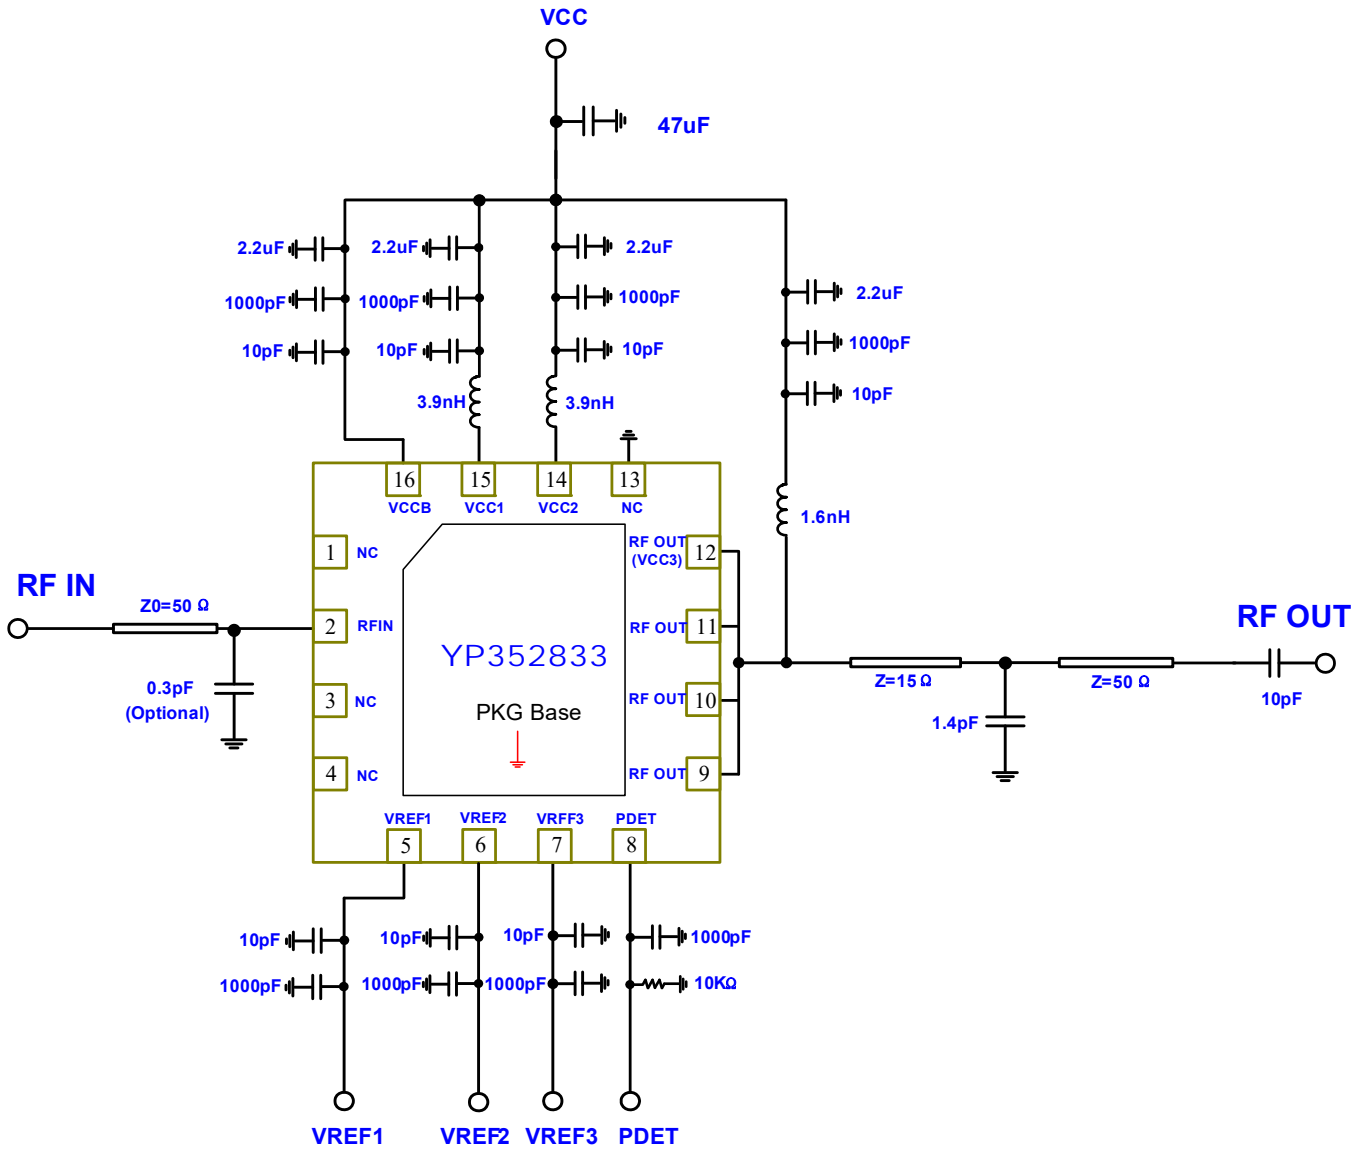 VCC
47uF
2.2uF
2.2uF
2.2uF
2.2uF
1000pF
1000pF
1000pF
1000pF
10pF
10pF
10pF
10pF
3.9nH
3.9nH
1.6nH
16
15
14
13
VCCB
VCC1
VCC2
NC
1
NC
RF OUT
(VCC3)
12
RF IN
Z0=50 Ω
2
RFIN
RF OUT
11
RF OUT
YP352833
PKG Base
0.3pF
(Optional)
3
NC
RF OUT
10
Z=15 Ω
Z=50 Ω
10pF
1.4pF
4
NC
RF OUT
9
VREF1
VREF2
VRFF3
PDET
5
6
7
8
10pF
10pF
10pF
1000pF
1000pF
1000pF
1000pF
10KΩ
VREF1
VREF2
VREF3
PDET